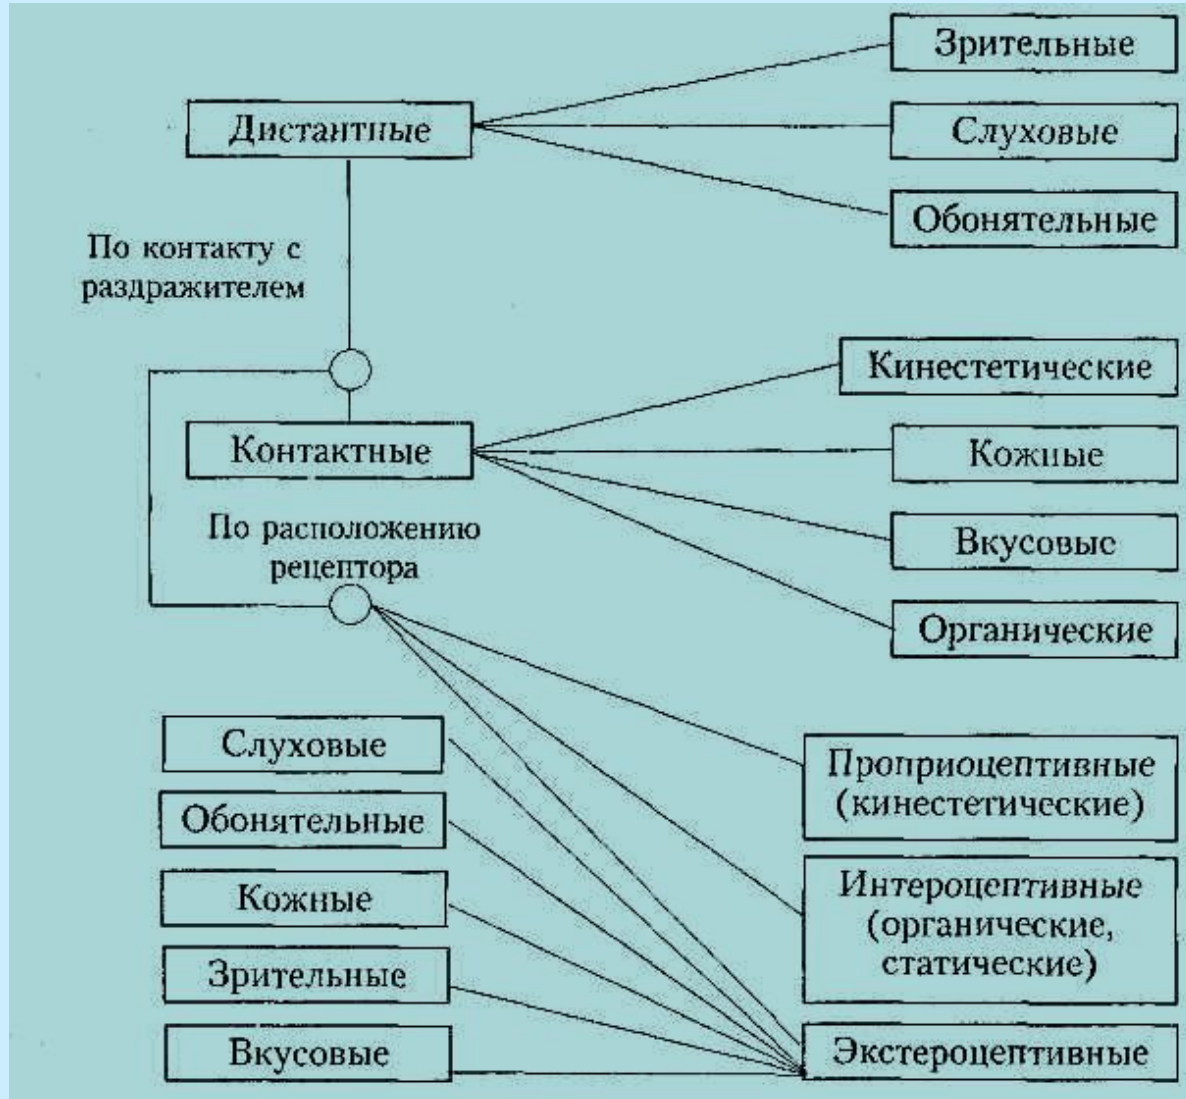 Зрительные
Дистантные
Слуховые
Обонятельные
По контакту с
раздражителем
Кинестетические
Контактные
Кожные
Вкусовые
По расположению
рецептора
Органические
Слуховые
Проприоцептивные
(кинестетические)
Обонятельные
Кожные
Интероцептивные
(органические,
статические)
Зрительные
Вкусовые
Экстероцептивные